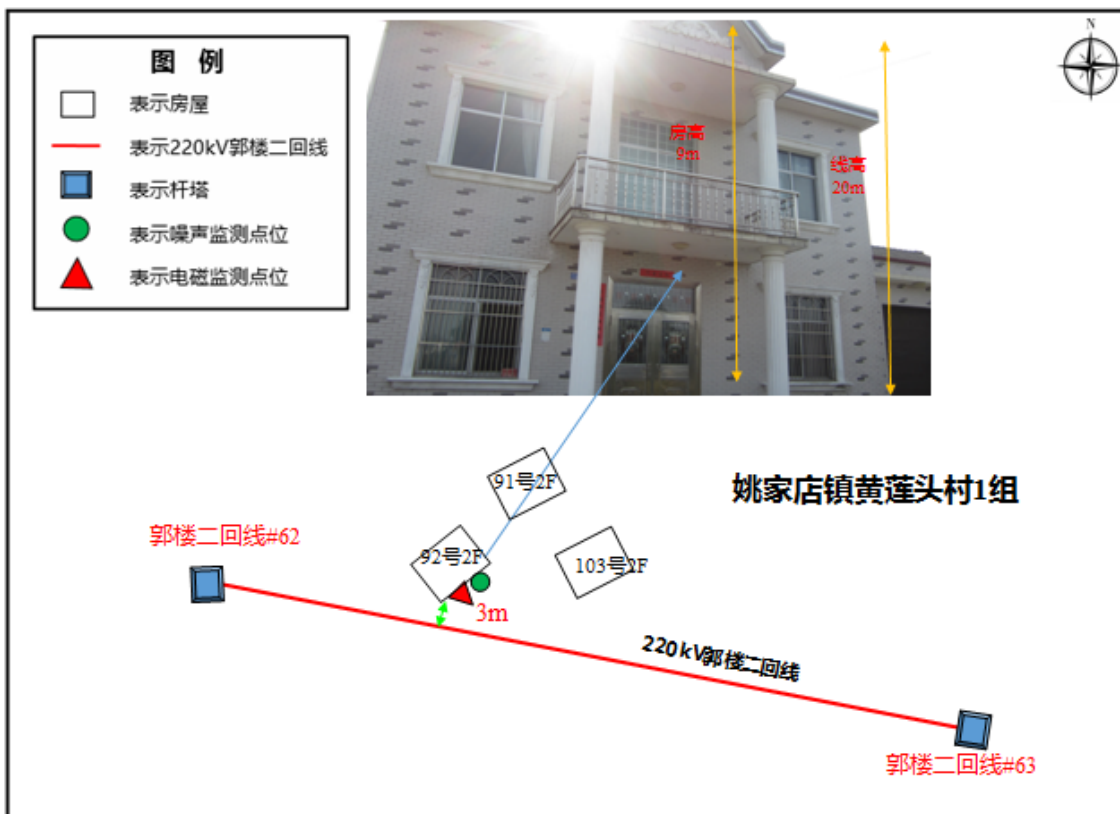 图 例
表示房屋
表示220kV郭楼二回线
表示杆塔
表示噪声监测点位
表示电磁监测点位
N
房高
9m
线高
20m
姚家店镇黄莲头村1组
91号2F
92号2F
103号2F
3m
郭楼二回线#62
220kV郭楼二回线
郭楼二回线#63